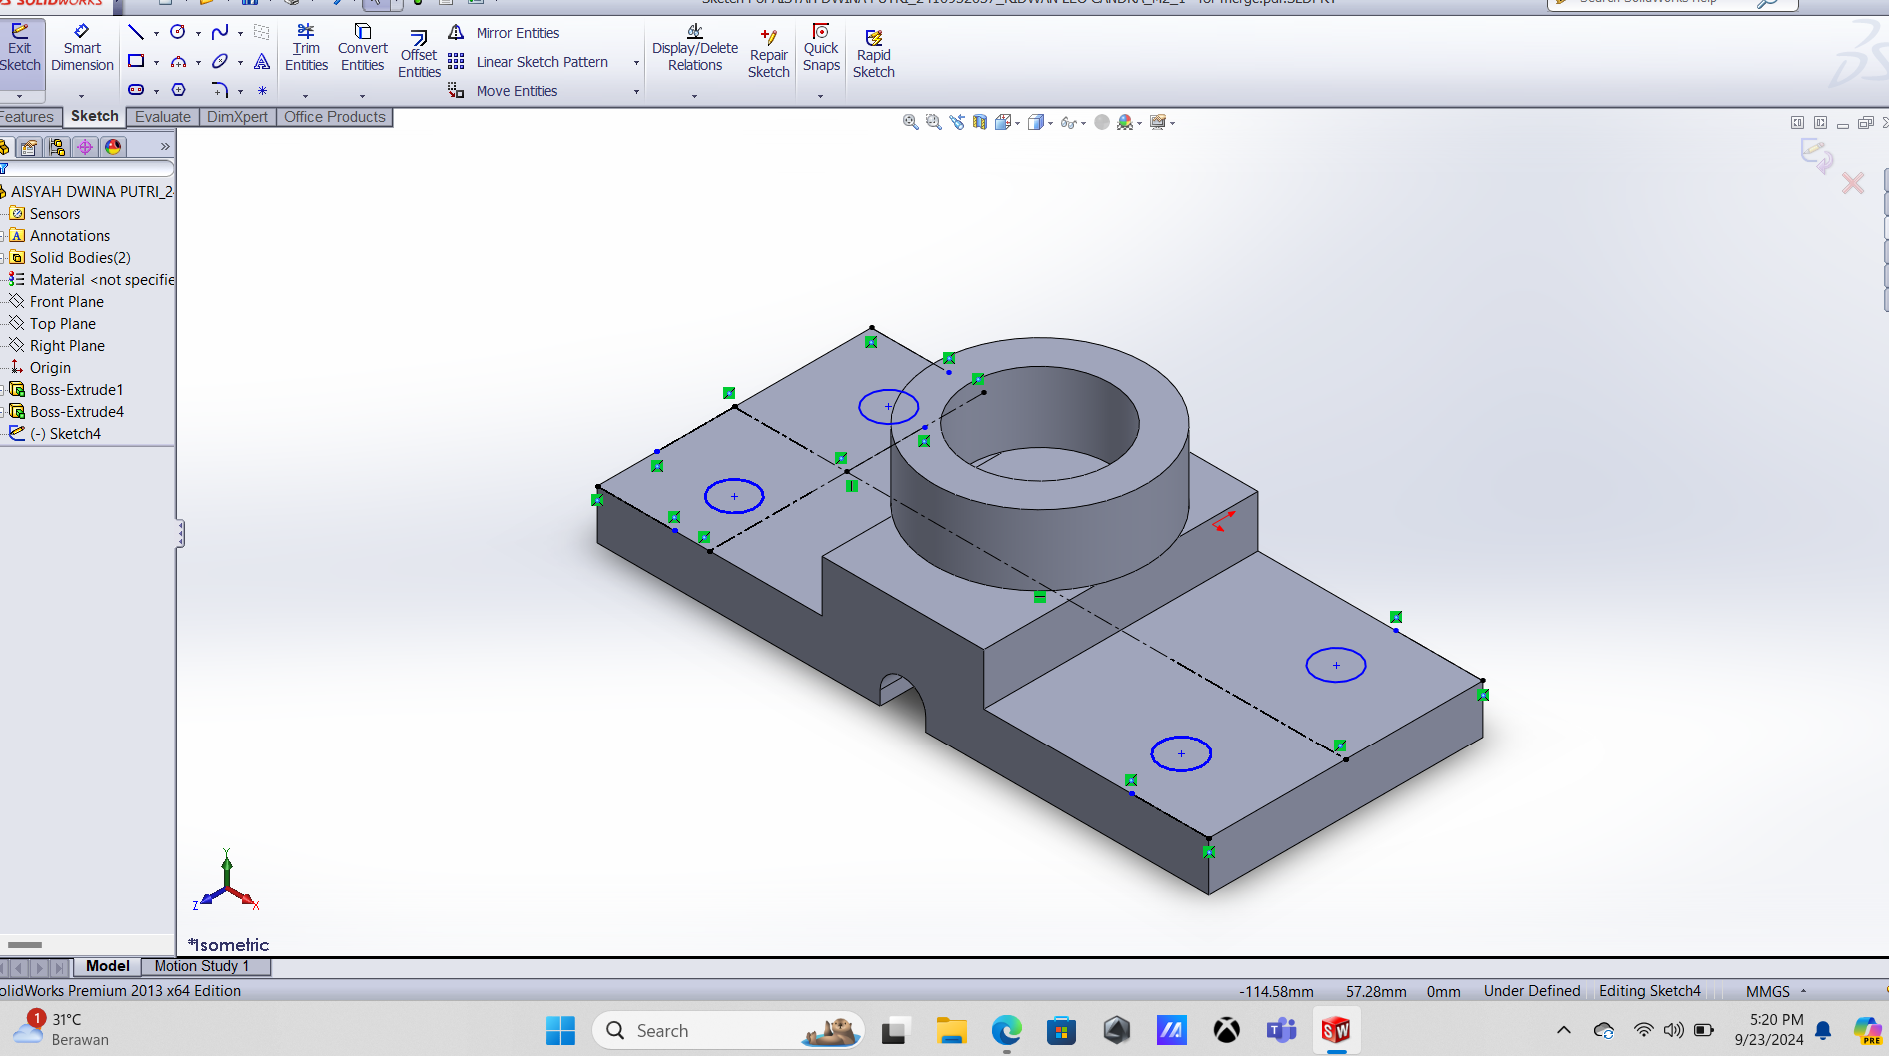 SOLIDWORKS
Exit Sketch
Smart Dimension
Trim Entities
Convert Entities
Offset Entities
Mirror Entities
Linear Sketch Pattern
Move Entities
Display/Delete Relations
Repair Sketch
Quick Snaps
Rapid Sketch
Features
Sketch
Evaluate
DimXpert
Office Products
AISYAH DWINA PUTRI_2
Sensors
Annotations
Solid Bodies(2)
Material <not specifie
Front Plane
Top Plane
Right Plane
Origin
Boss-Extrude1
Boss-Extrude4
(-) Sketch4
Y
Z
X
*Isometric
Model
Motion Study 1
olidWorks Premium 2013 x64 Edition
-114.58mm
57.28mm
0mm
Under Defined
Editing Sketch4
MMGS
1
31°C
Berawan
Search
SW
5:20 PM
9/23/2024
PRE